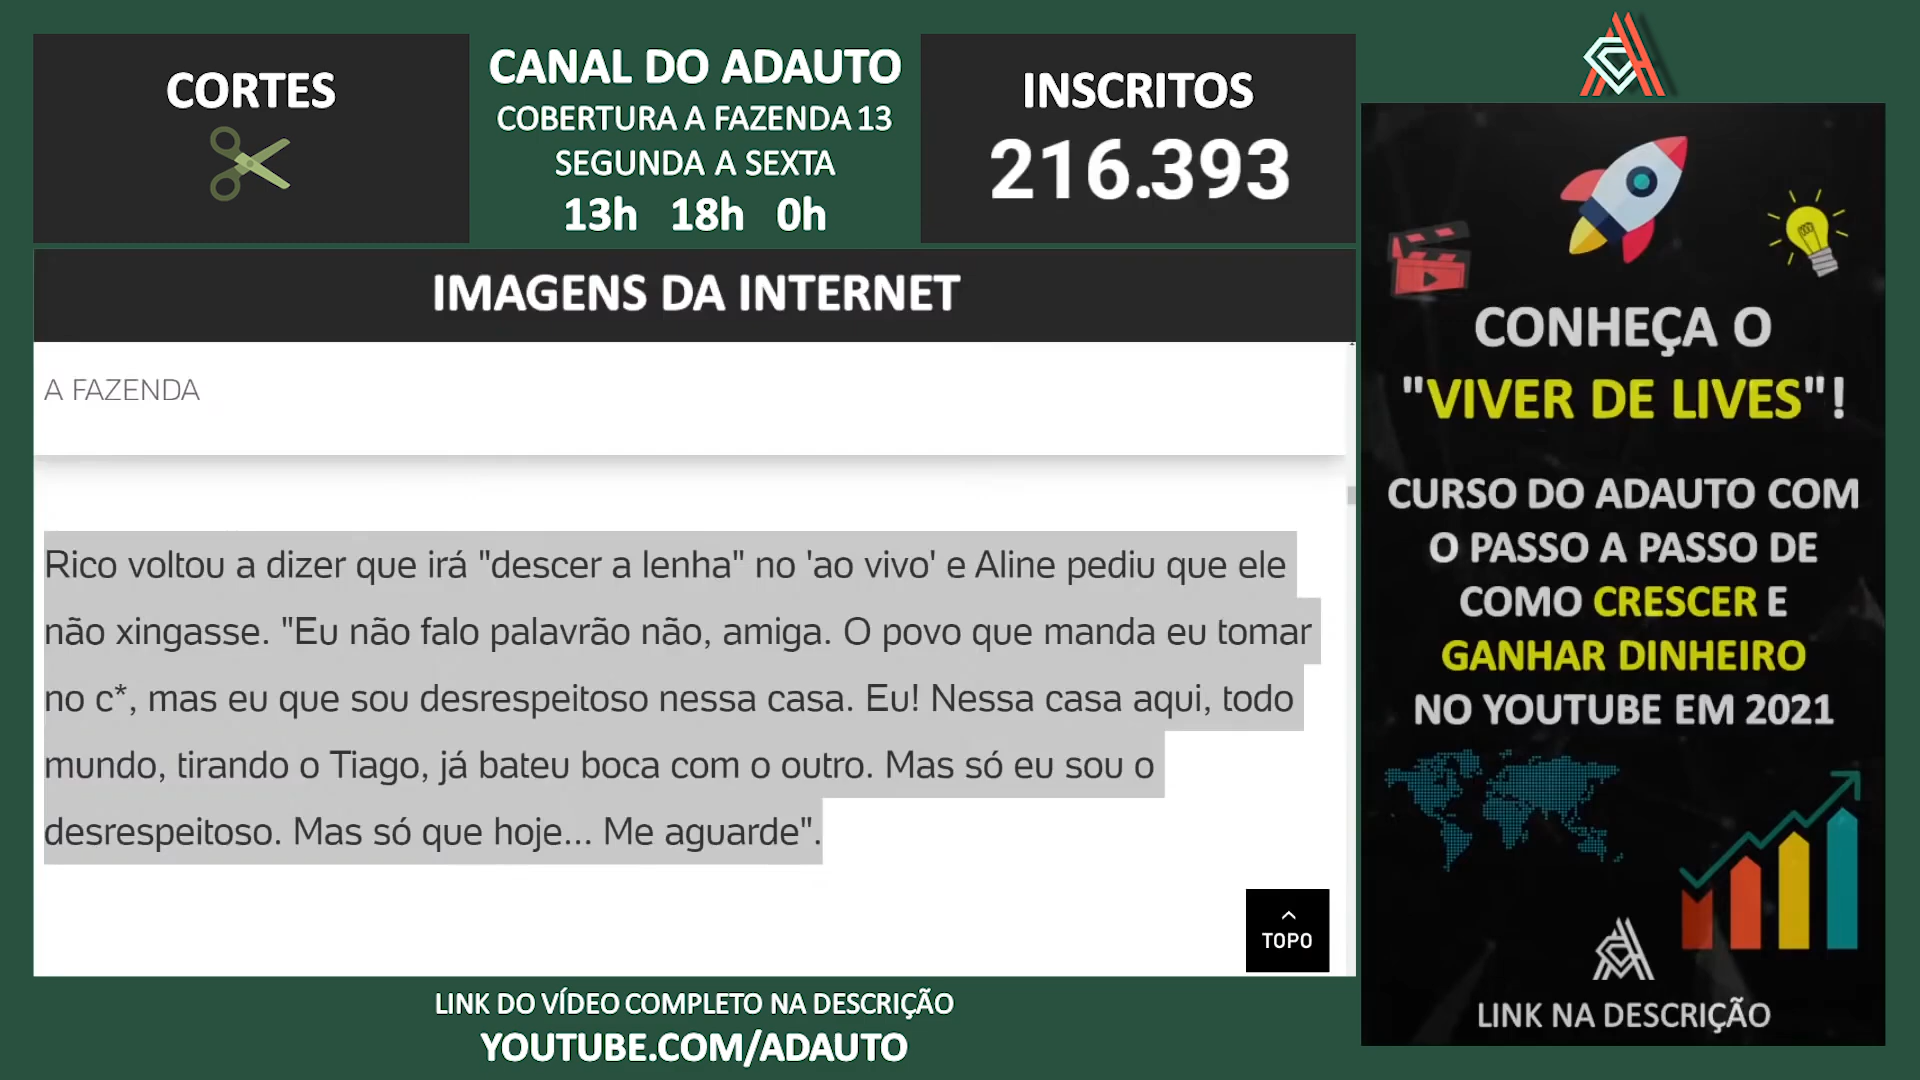 CORTES
CANAL DO ADAUTO
COBERTURA A FAZENDA 13
SEGUNDA A SEXTA
13h 18h 0h
INSCRITOS
216.393
IMAGENS DA INTERNET
A FAZENDA
Rico voltou a dizer que irá "descer a lenha" no 'ao vivo' e Aline pediu que ele
não xingasse. "Eu não falo palavrão não, amiga. O povo que manda eu tomar
no c*, mas eu que sou desrespeitoso nessa casa. Eu! Nessa casa aqui, todo
mundo, tirando o Tiago, já bateu boca com o outro. Mas só eu sou o
desrespeitoso. Mas só que hoje... Me aguarde".
TOPO
LINK DO VÍDEO COMPLETO NA DESCRIÇÃO
YOUTUBE.COM/ADAUTO
CONHEÇA O
"VIVER DE LIVES"!
CURSO DO ADAUTO COM
O PASSO A PASSO DE
COMO CRESCER E
GANHAR DINHEIRO
NO YOUTUBE EM 2021
LINK NA DESCRIÇÃO